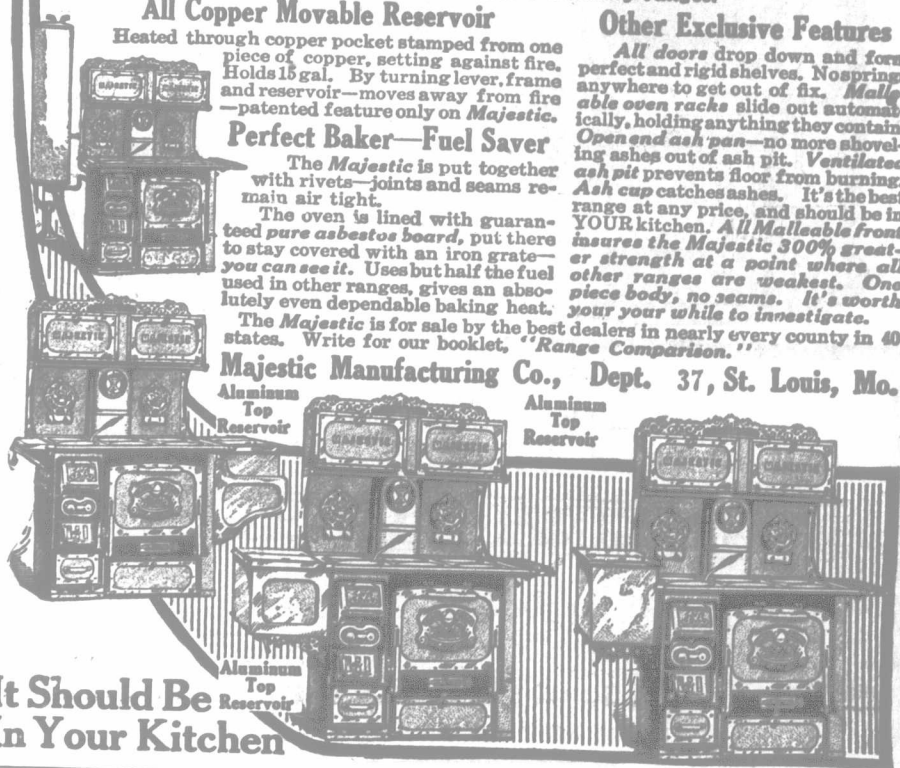 All Copper Movable Reservoir
Heated through copper pocket stamped from one
piece of copper, setting against fire.
Holds 15 gal. By turning lever, frame
and reservoir—moves away from fire
—patented feature only on Majestic.
Perfect Baker—Fuel Saver
The Majestic is put together
with rivets—joints and seams re-
main air tight.
The oven is lined with guaran-
teed pure asbestos board, put there
to stay covered with an iron grate—
you can see it. Uses but half the fuel
used in other ranges, gives an abso-
lutely even dependable baking heat.
Other Exclusive Features
All doors drop down and form
perfect and rigid shelves. No spring
anywhere to get out of fix. Malle
able oven racks slide out automat
ically, holding anything they contain
Open end ash pan—no more shovel-
ing ashes out of ash pit. Ventilated
ash pit prevents floor from burning.
Ash cup catches ashes. It's the best
range at any price, and should be in
YOUR kitchen. All Malleable front
insures the Majestic 300% great-
er strength at a point where all
other ranges are weakest. One
piece body, no seams. It's worth
your your while to investigate.
The Majestic is for sale by the best dealers in nearly every county in 40
states. Write for our booklet, "Range Comparison."
Majestic Manufacturing Co., Dept. 37, St. Louis, Mo.
Aluminum
Top
Reservoir
Aluminum
Top
Reservoir
MAJESTIC
MAJESTIC
MAJESTIC
MAJESTIC
MAJESTIC
MAJESTIC
MAJESTIC
MAJESTIC
Aluminum
Top
Reservoir
It Should Be
In Your Kitchen